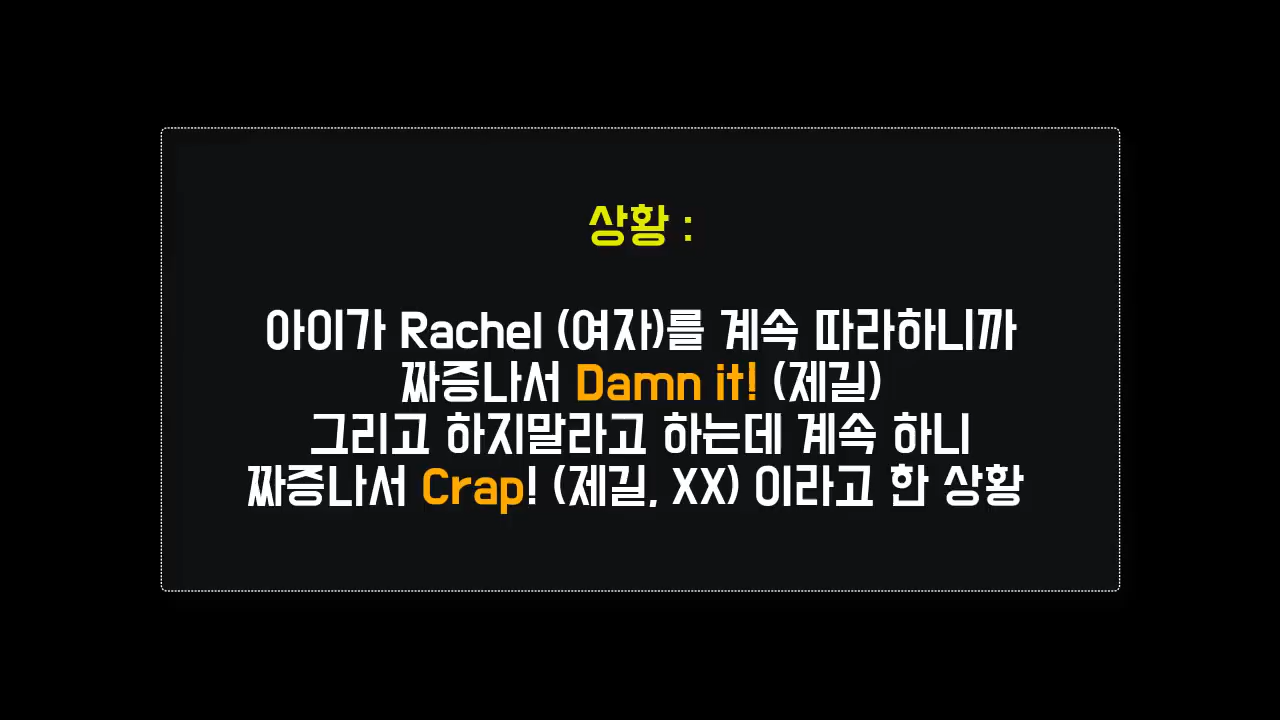 상황 :
아이가 Rachel (여자)를 계속 따라하니까
짜증나서 Damn it! (제길)
그리고 하지말라고 하는데 계속 하니
짜증나서 Crap! (제길, XX) 이라고 한 상황